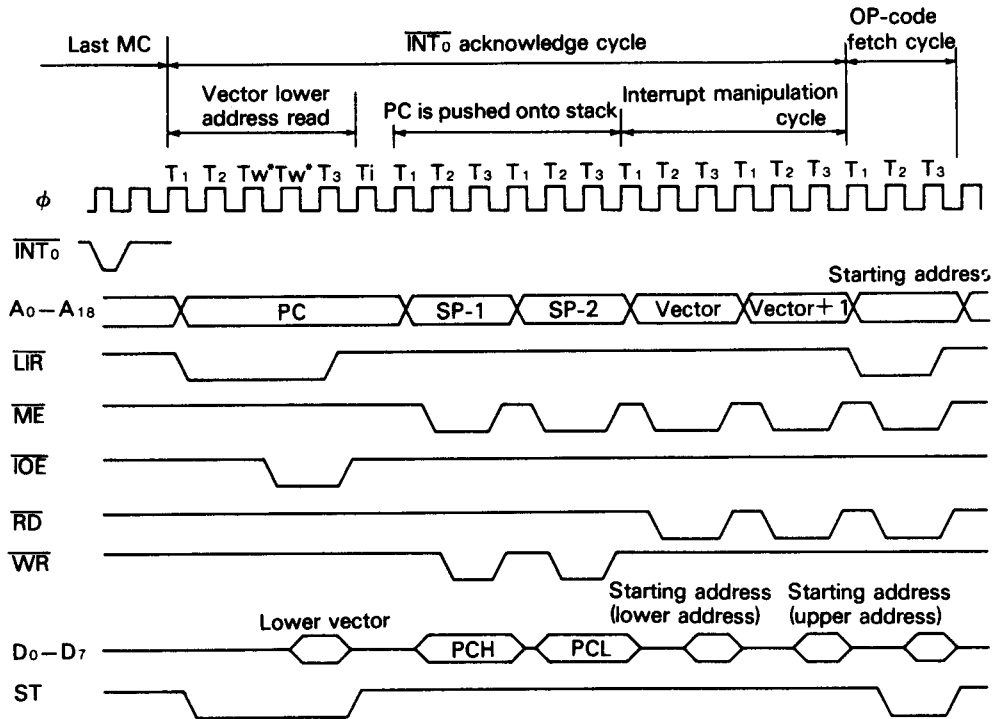 Last MC
INT₀ acknowledge cycle
OP-code
fetch cycle
Vector lower
address read
PC is pushed onto stack
Interrupt manipulation
cycle
T₁ T₂ Tw* Tw* T₃ Ti T₁ T₂ T₃ T₁ T₂ T₃ T₁ T₂ T₃ T₁ T₂ T₃ T₁ T₂ T₃
ϕ
INT₀
Starting address
A₀–A₁₈ PC SP-1 SP-2 Vector Vector+1
LIR
ME
IOE
RD
WR
Starting address
(lower address)
Starting address
(upper address)
Lower vector
D₀–D₇ PCH PCL
ST